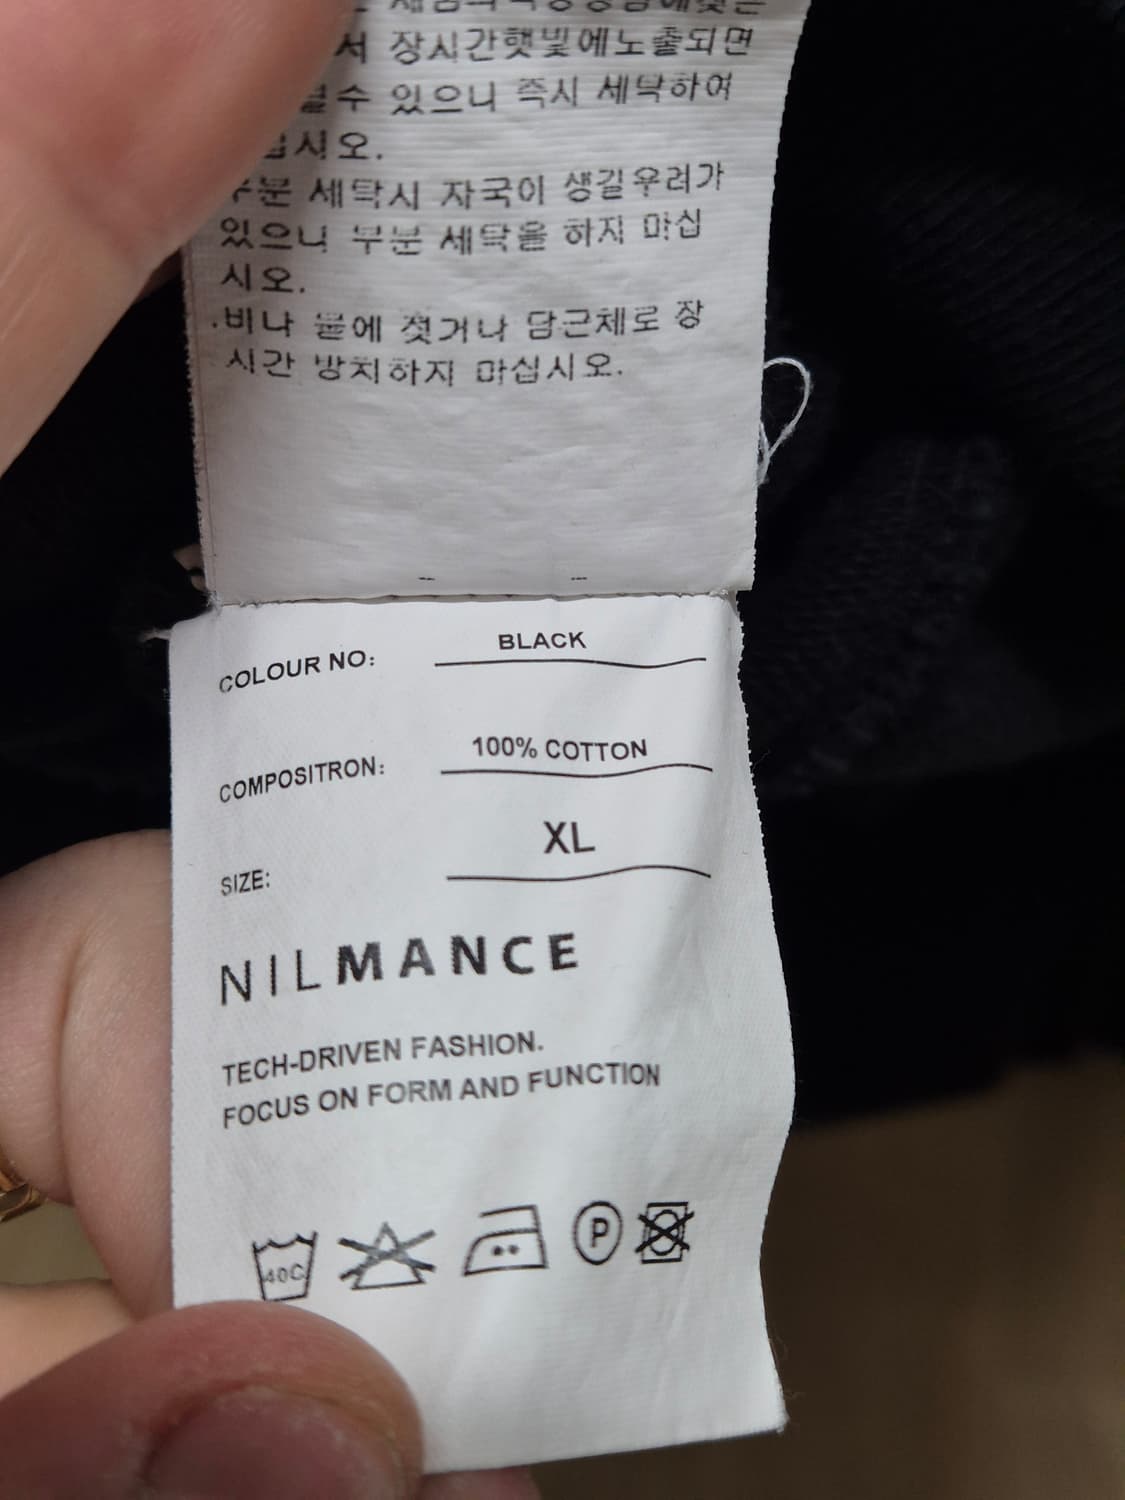 서 장시간햇빛에노출되면
수 있으니 즉시 세탁하여
십시오.
부분 세탁시 자국이 생길우려가
있으니 부분 세탁을 하지 마십
시오.
.비나 물에 젖거나 담근체로 장
시간 방치하지 마십시오.
COLOUR NO: BLACK
COMPOSITRON: 100% COTTON
SIZE: XL
NILMANCE
TECH-DRIVEN FASHION.
FOCUS ON FORM AND FUNCTION
40C P